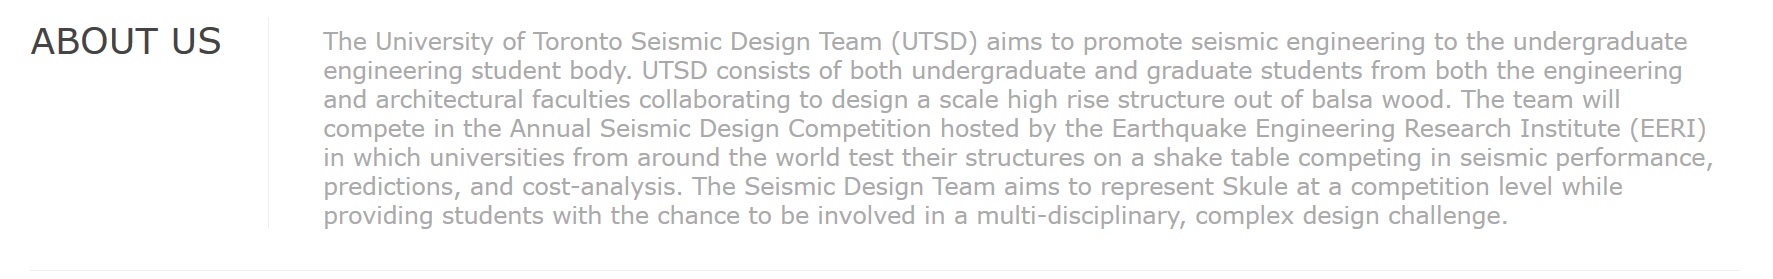 ABOUT US
The University of Toronto Seismic Design Team (UTSD) aims to promote seismic engineering to the undergraduate
engineering student body. UTSD consists of both undergraduate and graduate students from both the engineering
and architectural faculties collaborating to design a scale high rise structure out of balsa wood. The team will
compete in the Annual Seismic Design Competition hosted by the Earthquake Engineering Research Institute (EERI)
in which universities from around the world test their structures on a shake table competing in seismic performance,
predictions, and cost-analysis. The Seismic Design Team aims to represent Skule at a competition level while
providing students with the chance to be involved in a multi-disciplinary, complex design challenge.